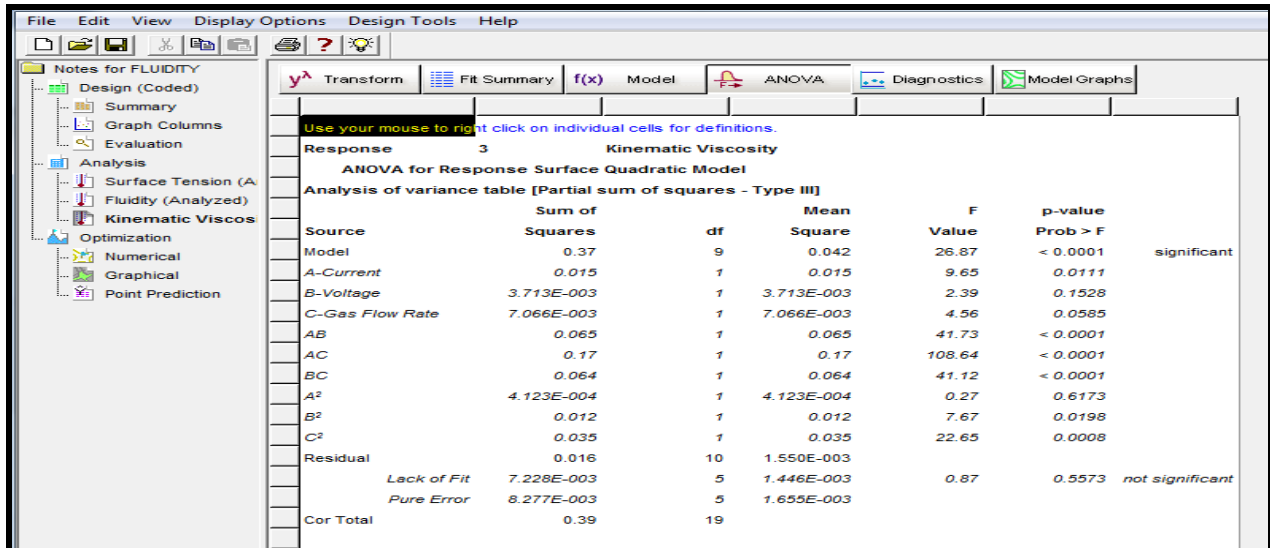 File Edit View Display Options Design Tools Help
Notes for FLUIDITY
Design (Coded)
Summary
Graph Columns
Evaluation
Analysis
Surface Tension (A
Fluidity (Analyzed)
Kinematic Viscos
Optimization
Numerical
Graphical
Point Prediction
yλ Transform Fit Summary f(x) Model ANOVA Diagnostics Model Graphs
Use your mouse to right click on individual cells for definitions.
Response 3 Kinematic Viscosity
ANOVA for Response Surface Quadratic Model
Analysis of variance table [Partial sum of squares - Type III]
Sum of Mean F p-value
Source Squares df Square Value Prob > F
Model 0.37 9 0.042 26.87 < 0.0001 significant
A-Current 0.015 1 0.015 9.65 0.0111
B-Voltage 3.713E-003 1 3.713E-003 2.39 0.1528
C-Gas Flow Rate 7.066E-003 1 7.066E-003 4.56 0.0585
AB 0.065 1 0.065 41.73 < 0.0001
AC 0.17 1 0.17 108.64 < 0.0001
BC 0.064 1 0.064 41.12 < 0.0001
A² 4.123E-004 1 4.123E-004 0.27 0.6173
B² 0.012 1 0.012 7.67 0.0198
C² 0.035 1 0.035 22.65 0.0008
Residual 0.016 10 1.550E-003
Lack of Fit 7.228E-003 5 1.446E-003 0.87 0.5573 not significant
Pure Error 8.277E-003 5 1.655E-003
Cor Total 0.39 19